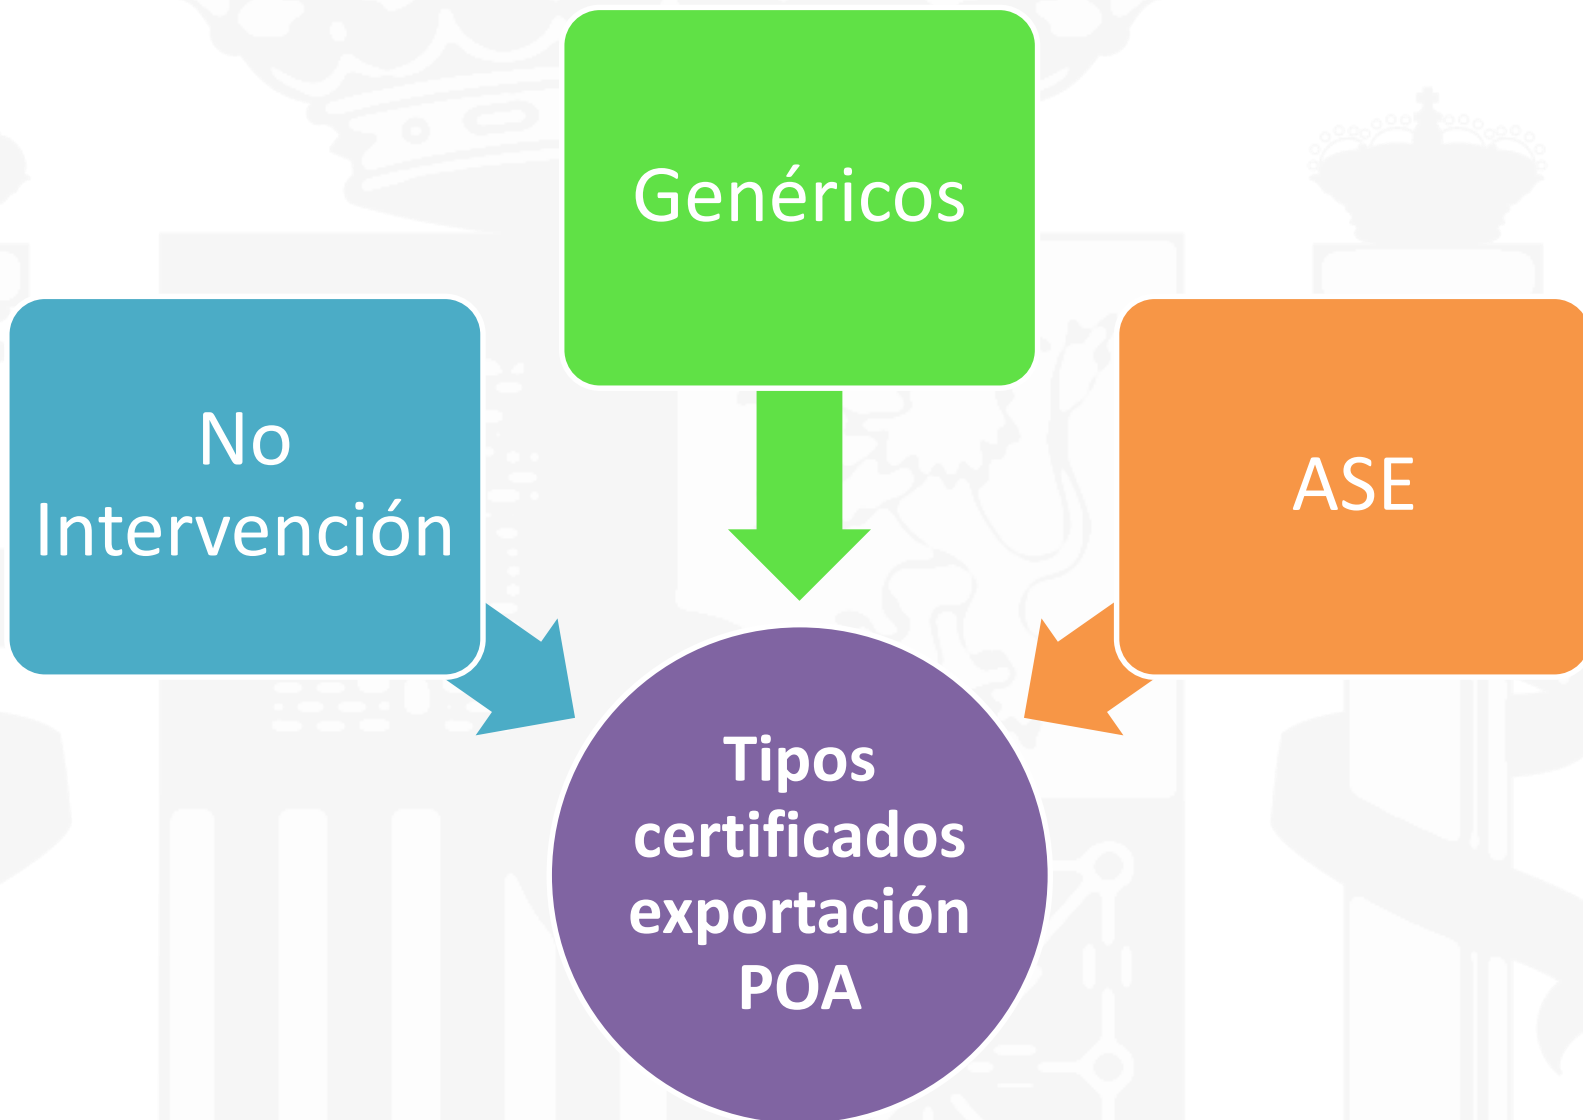 Genéricos
No
Intervención
ASE
Tipos
certificados
exportación
POA